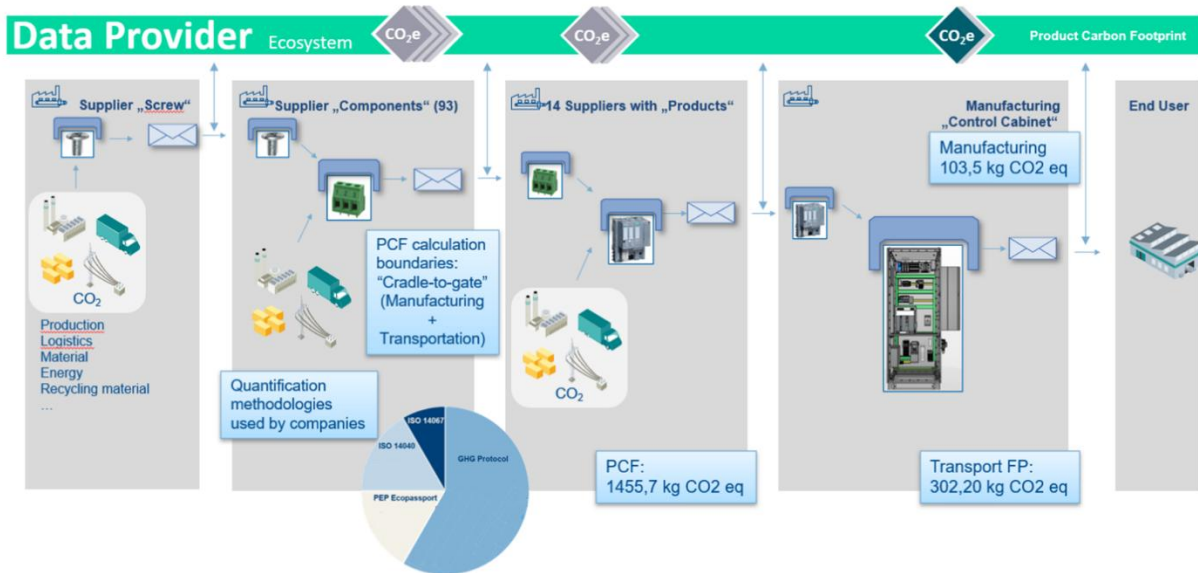 Data Provider Ecosystem
CO₂e
CO₂e
CO₂e
Product Carbon Footprint
Supplier „Screw“
CO₂
Production
Logistics
Material
Energy
Recycling material
...
Supplier „Components“ (93)
PCF calculation
boundaries:
“Cradle-to-gate”
(Manufacturing
+
Transportation)
Quantification
methodologies
used by companies
ISO 14067
ISO 14040
GHG Protocol
PEP Ecopassport
14 Suppliers with „Products“
CO₂
PCF:
1455,7 kg CO2 eq
Manufacturing
„Control Cabinet“
Manufacturing
103,5 kg CO2 eq
Transport FP:
302,20 kg CO2 eq
End User